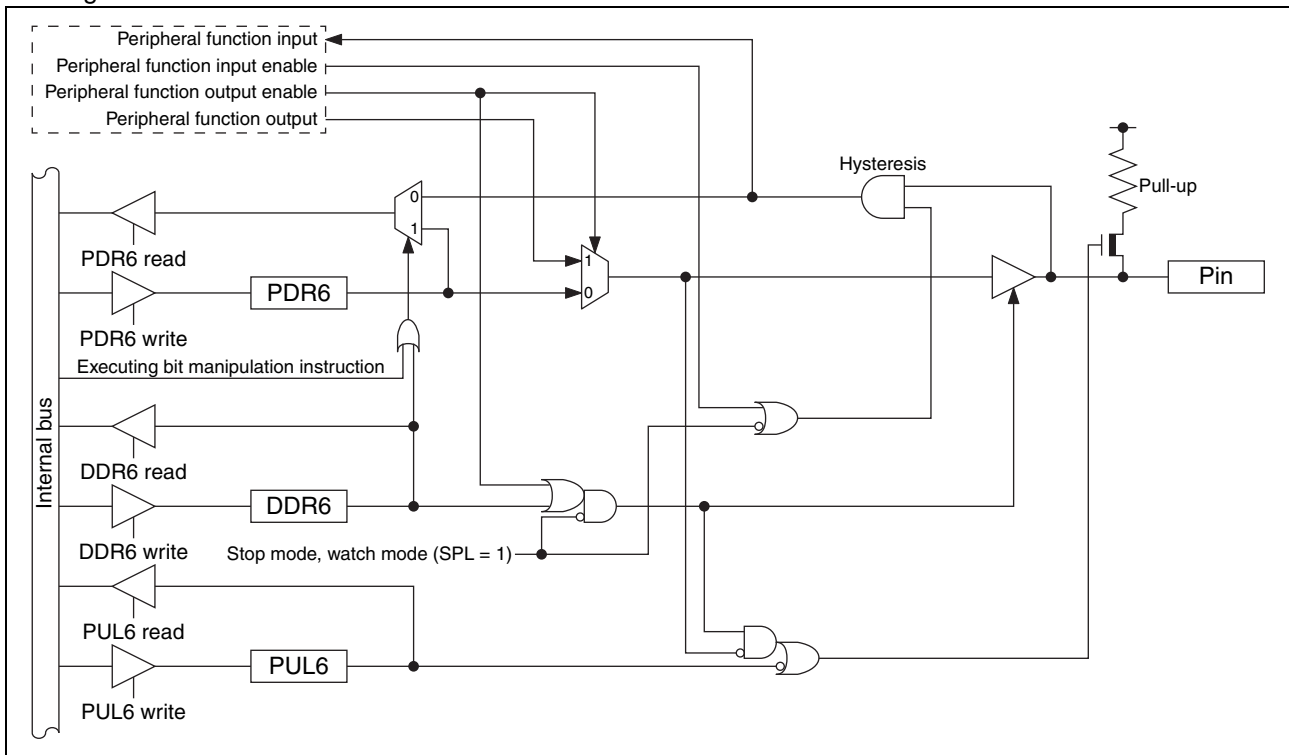 Peripheral function input
Peripheral function input enable
Peripheral function output enable
Peripheral function output
Hysteresis
Pull-up
0
1
PDR6 read
1
Pin
PDR6
0
PDR6 write
Executing bit manipulation instruction
Internal bus
DDR6 read
DDR6
DDR6 write
Stop mode, watch mode (SPL = 1)
PUL6 read
PUL6
PUL6 write